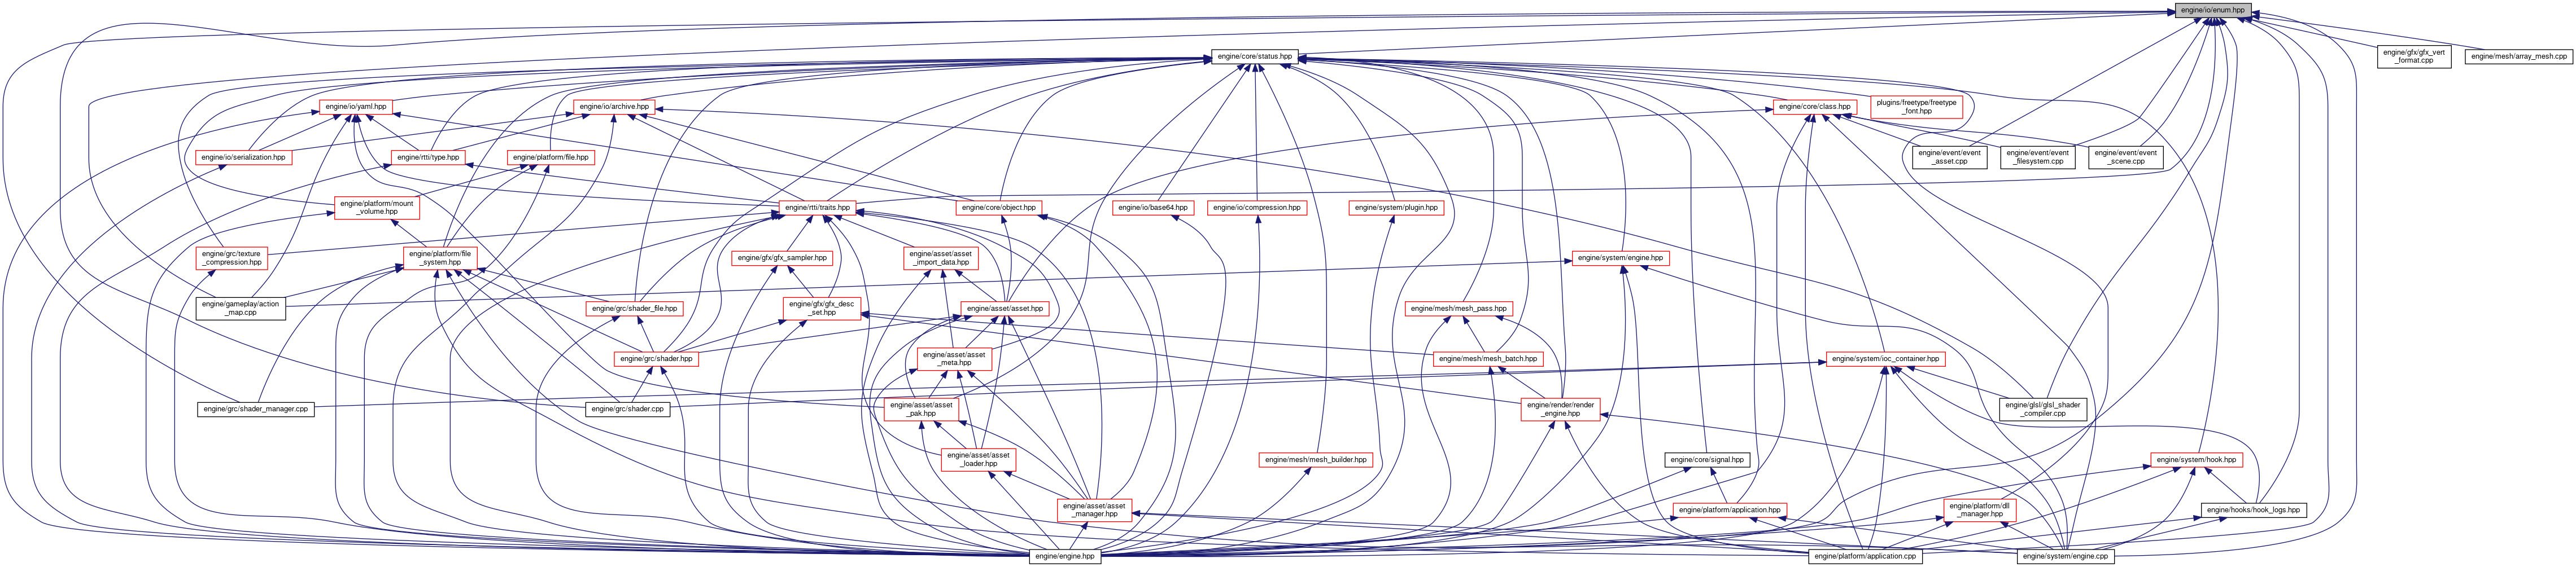 engine/io/enum.hpp
engine/core/status.hpp
engine/gfx/gfx_vert
_format.cpp
engine/mesh/array_mesh.cpp
engine/io/yaml.hpp
engine/io/archive.hpp
engine/core/class.hpp
plugins/freetype/freetype
_font.hpp
engine/io/serialization.hpp
engine/rtti/type.hpp
engine/platform/file.hpp
engine/event/event
_asset.cpp
engine/event/event
_filesystem.cpp
engine/event/event
_scene.cpp
engine/platform/mount
_volume.hpp
engine/rtti/traits.hpp
engine/core/object.hpp
engine/io/base64.hpp
engine/io/compression.hpp
engine/system/plugin.hpp
engine/grc/texture
_compression.hpp
engine/platform/file
_system.hpp
engine/gfx/gfx_sampler.hpp
engine/asset/asset
_import_data.hpp
engine/system/engine.hpp
engine/gameplay/action
_map.cpp
engine/grc/shader_file.hpp
engine/gfx/gfx_desc
_set.hpp
engine/asset/asset.hpp
engine/mesh/mesh_pass.hpp
engine/grc/shader.hpp
engine/asset/asset
_meta.hpp
engine/mesh/mesh_batch.hpp
engine/system/ioc_container.hpp
engine/grc/shader_manager.cpp
engine/grc/shader.cpp
engine/asset/asset
_pak.hpp
engine/render/render
_engine.hpp
engine/glsl/glsl_shader
_compiler.cpp
engine/asset/asset
_loader.hpp
engine/mesh/mesh_builder.hpp
engine/core/signal.hpp
engine/system/hook.hpp
engine/asset/asset
_manager.hpp
engine/platform/application.hpp
engine/platform/dll
_manager.hpp
engine/hooks/hook_logs.hpp
engine/engine.hpp
engine/platform/application.cpp
engine/system/engine.cpp